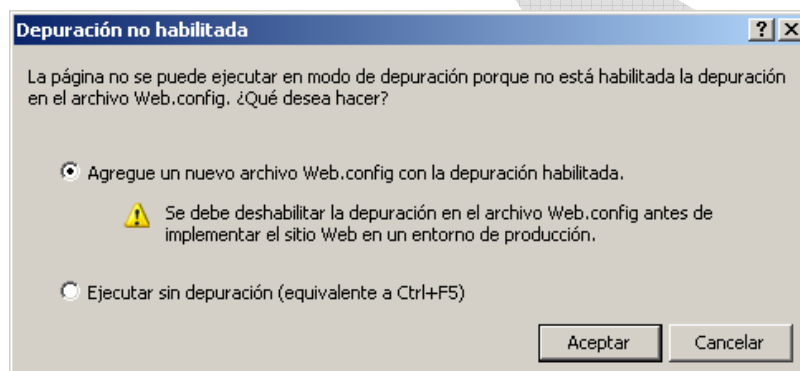 Depuración no habilitada
La página no se puede ejecutar en modo de depuración porque no está habilitada la depuración
en el archivo Web.config. ¿Qué desea hacer?
Agregue un nuevo archivo Web.config con la depuración habilitada.
Se debe deshabilitar la depuración en el archivo Web.config antes de
implementar el sitio Web en un entorno de producción.
Ejecutar sin depuración (equivalente a Ctrl+F5)
Aceptar Cancelar